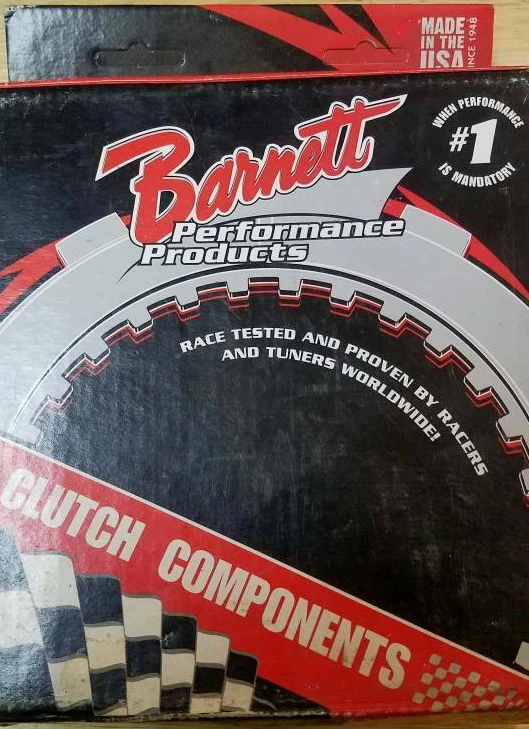 MADE
IN THE
USA
SINCE 1948
WHEN PERFORMANCE
#1
IS MANDATORY
Barnett
Performance
Products
RACE TESTED AND PROVEN BY RACERS
AND TUNERS WORLDWIDE!
CLUTCH COMPONENTS